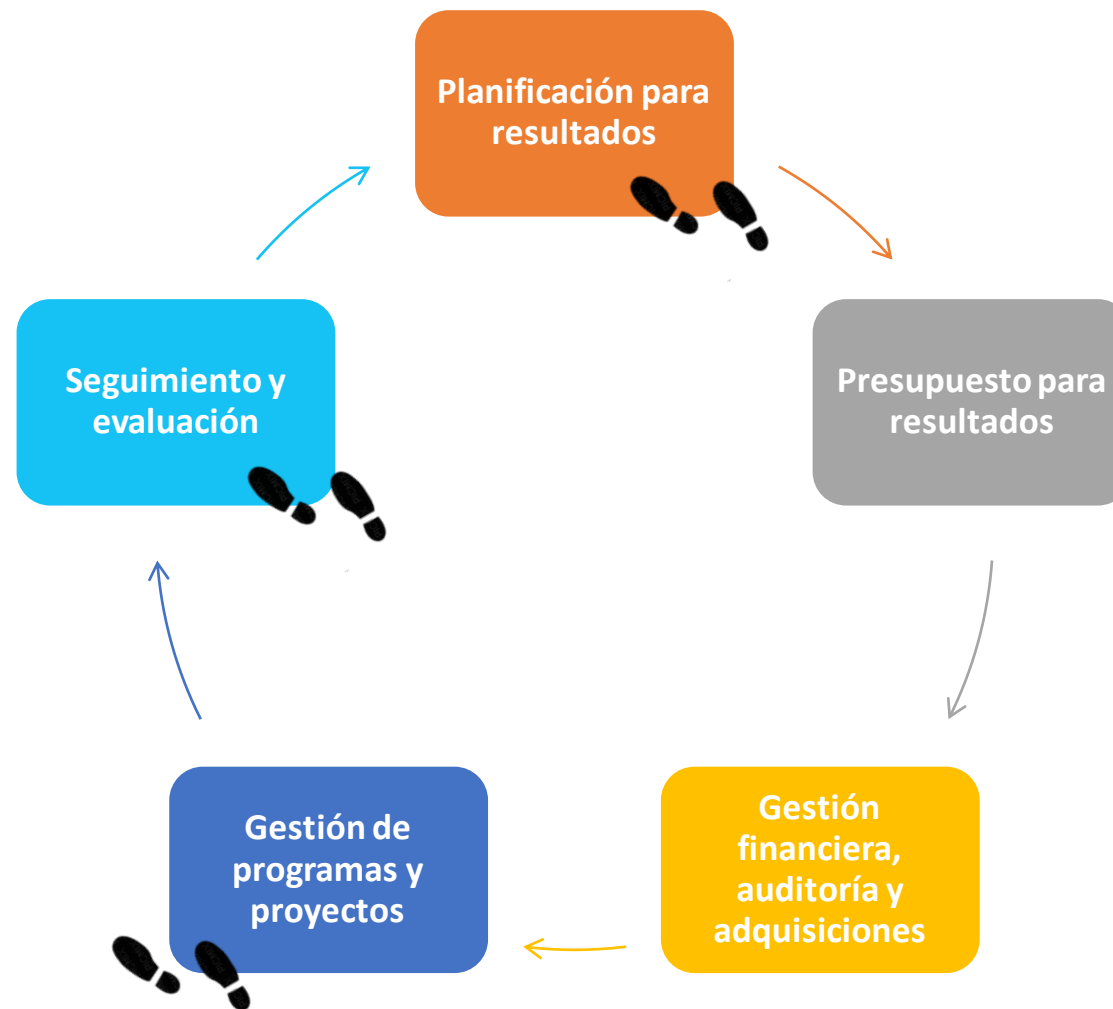 Planificación para
resultados
Presupuesto para
resultados
Gestión
financiera,
auditoría y
adquisiciones
Gestión de
programas y
proyectos
Seguimiento y
evaluación